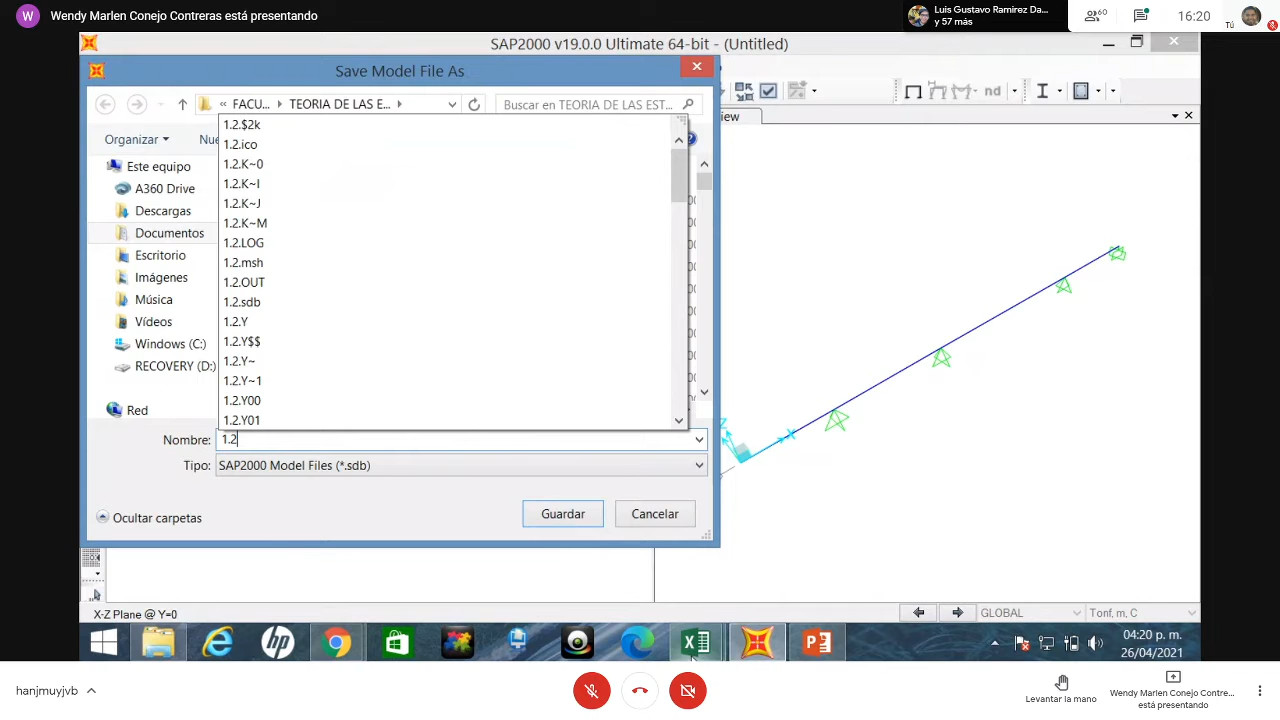 W Wendy Marlen Conejo Contreras está presentando
Luis Gustavo Ramirez Da...
y 57 más
60
16:20
Tú
SAP2000 v19.0.0 Ultimate 64-bit - (Untitled)
Save Model File As
« FACU... TEORIA DE LAS E...
Buscar en TEORIA DE LAS EST...
nd
Organizar
Nue
iew
1.2.$2k
1.2.ico
1.2.K~0
1.2.K~I
1.2.K~J
1.2.K~M
1.2.LOG
1.2.msh
1.2.OUT
1.2.sdb
1.2.Y
1.2.Y$$
1.2.Y~
1.2.Y~1
1.2.Y00
1.2.Y01
Este equipo
A360 Drive
Descargas
Documentos
Escritorio
Imágenes
Música
Vídeos
Windows (C:)
RECOVERY (D:)
Red
X
Nombre: 1.2
Tipo: SAP2000 Model Files (*.sdb)
Ocultar carpetas
Guardar
Cancelar
X-Z Plane @ Y=0
GLOBAL
Tonf, m, C
04:20 p. m.
26/04/2021
hanjmuyjvb
Levantar la mano
Wendy Marlen Conejo Contre...
está presentando